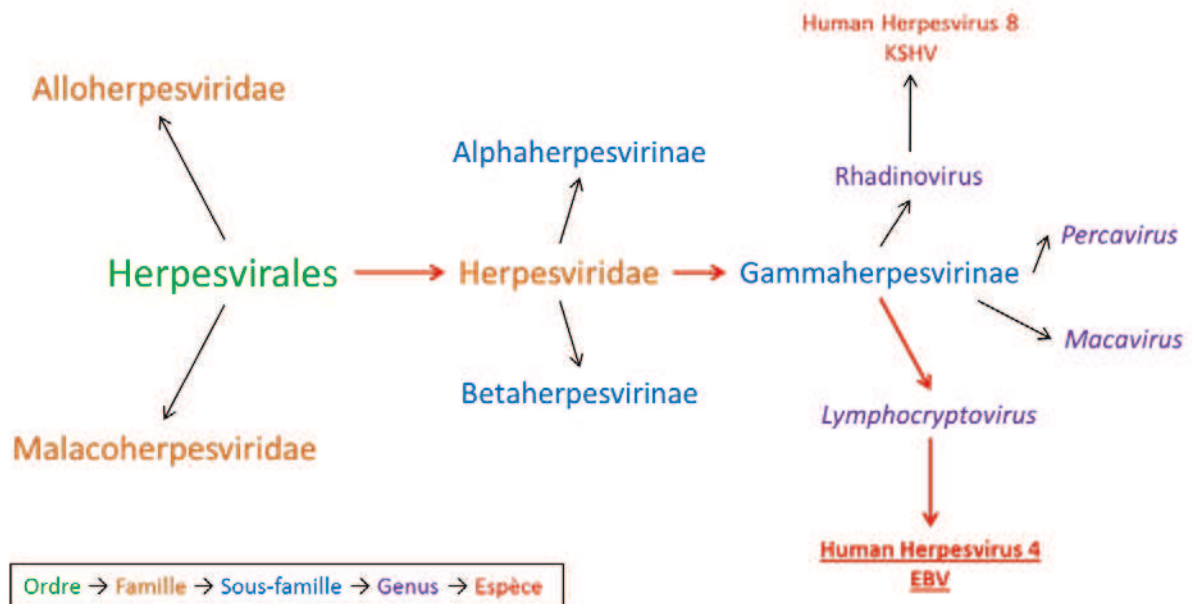 Human Herpesvirus 8
KSHV
Alloherpesviridae
Alphaherpesvirinae
Rhadinovirus
Percavirus
Herpesvirales
Herpesviridae
Gammaherpesvirinae
Macavirus
Betaherpesvirinae
Lymphocryptovirus
Malacoherpesviridae
Human Herpesvirus 4
EBV
Ordre → Famille → Sous-famille → Genus → Espèce